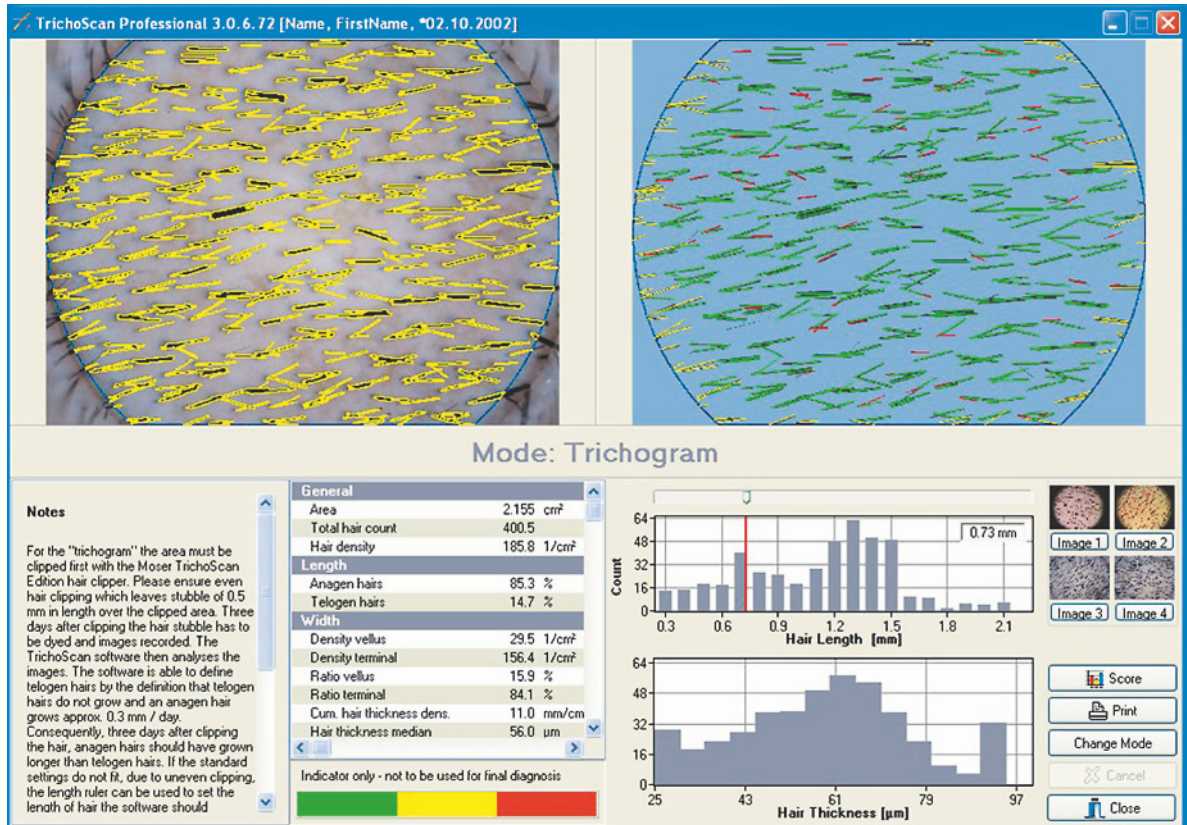 TrichoScan Professional 3.0.6.72 [Name, FirstName, *02.10.2002]
Mode: Trichogram
Notes
For the "trichogram" the area must be
clipped first with the Moser TrichoScan
Edition hair clipper. Please ensure even
hair clipping which leaves stubble of 0.5
mm in length over the clipped area. Three
days after clipping the hair stubble has to
be dyed and images recorded. The
TrichoScan software then analyses the
images. The software is able to define
telogen hairs by the definition that telogen
hairs do not grow and an anagen hair
grows approx. 0.3 mm / day.
Consequently, three days after clipping
the hair, anagen hairs should have grown
longer than telogen hairs. If the standard
settings do not fit, due to uneven clipping,
the length ruler can be used to set the
length of hair the software should
General
Area 2.155 cm²
Total hair count 400.5
Hair density 185.8 1/cm²
Length
Anagen hairs 85.3 %
Telogen hairs 14.7 %
Width
Density vellus 29.5 1/cm²
Density terminal 156.4 1/cm²
Ratio vellus 15.9 %
Ratio terminal 84.1 %
Cum. hair thickness dens. 11.0 mm/cm
Hair thickness median 56.0 µm
Indicator only - not to be used for final diagnosis
64
48
32
16
0
Count
0.73 mm
0.3 0.6 0.9 1.2 1.5 1.8 2.1
Hair Length [mm]
64
48
32
16
0
25 43 61 79 97
Hair Thickness [µm]
Image 1 Image 2
Image 3 Image 4
Score
Print
Change Mode
Cancel
Close